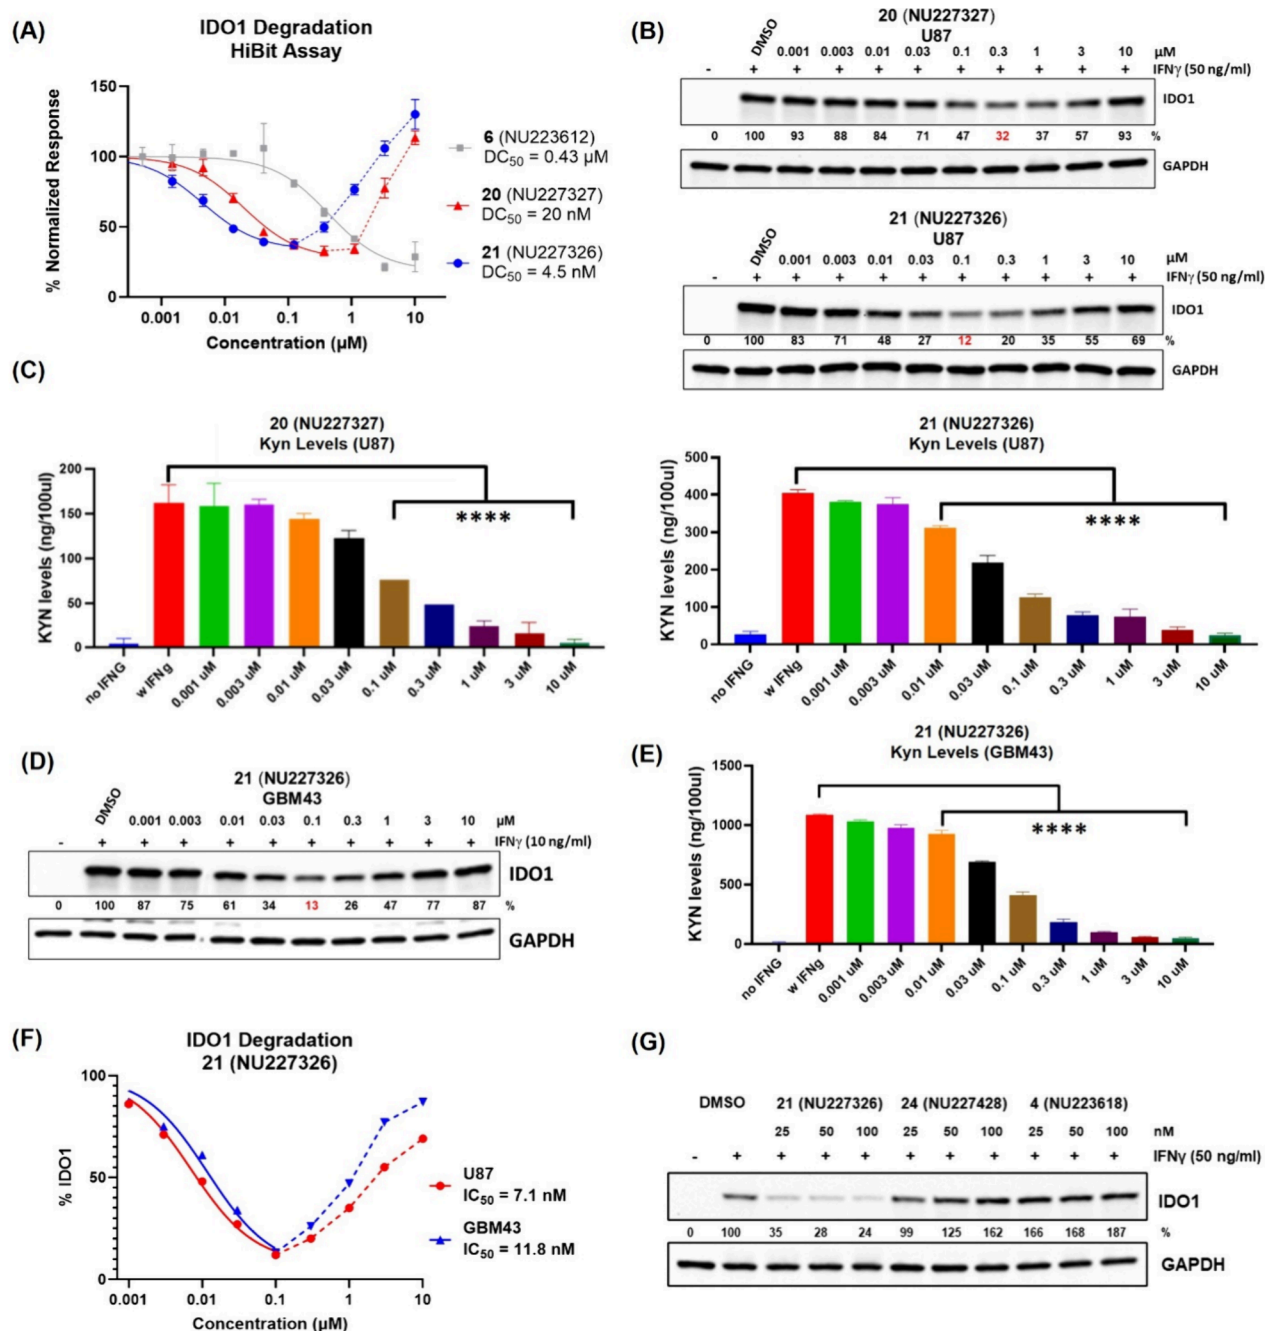 (A)
IDO1 Degradation
HiBit Assay
% Normalized Response
150
100
50
0
0.001 0.01 0.1 1 10
Concentration (µM)
6 (NU223612)
DC50 = 0.43 µM
20 (NU227327)
DC50 = 20 nM
21 (NU227326)
DC50 = 4.5 nM
(B)
20 (NU227327)
U87
DMSO 0.001 0.003 0.01 0.03 0.1 0.3 1 3 10 µM
- + + + + + + + + + + IFNγ (50 ng/ml)
IDO1
0 100 93 88 84 71 47 32 37 57 93 %
GAPDH
21 (NU227326)
U87
DMSO 0.001 0.003 0.01 0.03 0.1 0.3 1 3 10 µM
- + + + + + + + + + + IFNγ (50 ng/ml)
IDO1
0 100 83 71 48 27 12 20 35 55 69 %
GAPDH
(C)
20 (NU227327)
Kyn Levels (U87)
KYN levels (ng/100ul)
200
150
100
50
0
****
no IFNG w IFNg 0.001 uM 0.003 uM 0.01 uM 0.03 uM 0.1 uM 0.3 uM 1 uM 3 uM 10 uM
21 (NU227326)
Kyn Levels (U87)
KYN levels (ng/100ul)
500
400
300
200
100
0
****
no IFNG w IFNg 0.001 uM 0.003 uM 0.01 uM 0.03 uM 0.1 uM 0.3 uM 1 uM 3 uM 10 uM
(D)
21 (NU227326)
GBM43
DMSO 0.001 0.003 0.01 0.03 0.1 0.3 1 3 10 µM
- + + + + + + + + + + IFNγ (10 ng/ml)
IDO1
0 100 87 75 61 34 13 26 47 77 87 %
GAPDH
(E)
21 (NU227326)
Kyn Levels (GBM43)
KYN levels (ng/100ul)
1500
1000
500
0
****
no IFNG w IFNg 0.001 uM 0.003 uM 0.01 uM 0.03 uM 0.1 uM 0.3 uM 1 uM 3 uM 10 uM
(F)
IDO1 Degradation
21 (NU227326)
% IDO1
100
50
0
0.001 0.01 0.1 1 10
Concentration (µM)
U87
IC50 = 7.1 nM
GBM43
IC50 = 11.8 nM
(G)
DMSO 21 (NU227326) 24 (NU227428) 4 (NU223618)
25 50 100 25 50 100 25 50 100 nM
- + + + + + + + + + + IFNγ (50 ng/ml)
IDO1
0 100 35 28 24 99 125 162 166 168 187 %
GAPDH